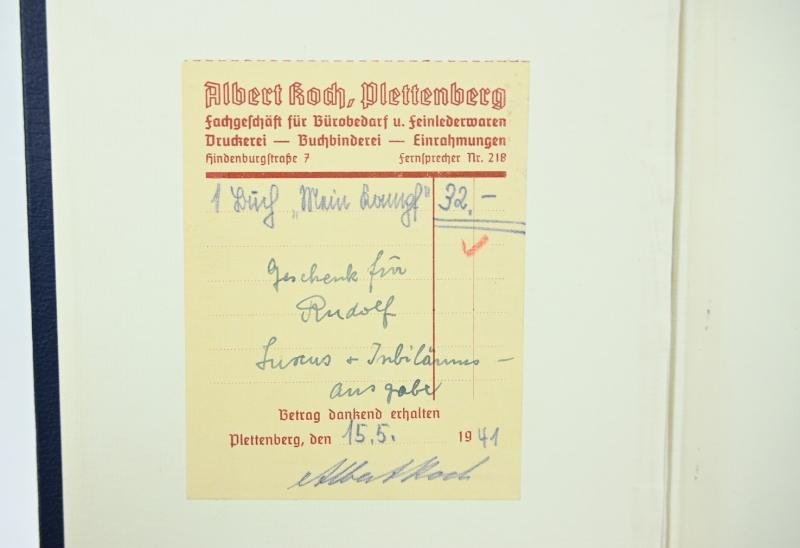 Albert Koch, Plettenberg
Fachgeschäft für Bürobedarf u. Feinlederwaren
Druckerei — Buchbinderei — Einrahmungen
Hindenburgstraße 7 Fernsprecher Nr. 218
1 Buch „Mein Kampf" 32,—
Geschenk für
Rudolf
Luxus + Jubiläums-
ausgabe
Betrag dankend erhalten
Plettenberg, den 15.5. 1941
Albert Koch